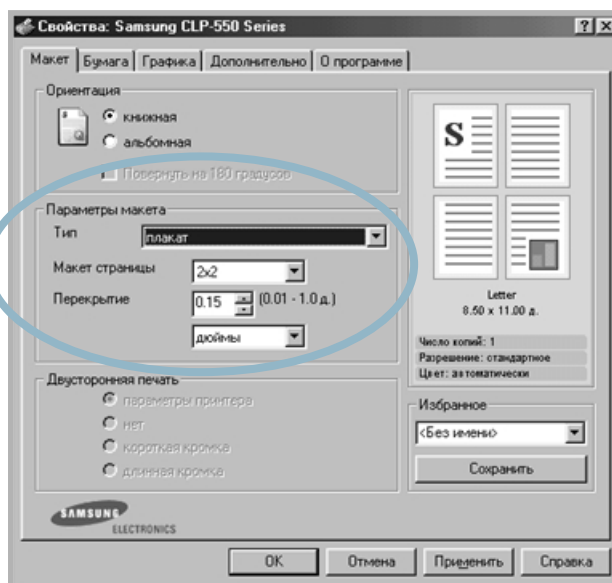 Свойства: Samsung CLP-550 Series
Макет Бумага Графика Дополнительно О программе
Ориентация
книжная
альбомная
Повернуть на 180 градусов
Параметры макета
Тип
плакат
Макет страницы
2x2
Перекрытие
0.15
(0.01 - 1.0 д.)
дюймы
Двусторонняя печать
параметры принтера
нет
короткая кромка
длинная кромка
SAMSUNG
ELECTRONICS
S
Letter
8.50 x 11.00 д.
Число копий: 1
Разрешение: стандартное
Цвет: автоматически
Избранное
<Без имени>
Сохранить
OK Отмена Применить Справка